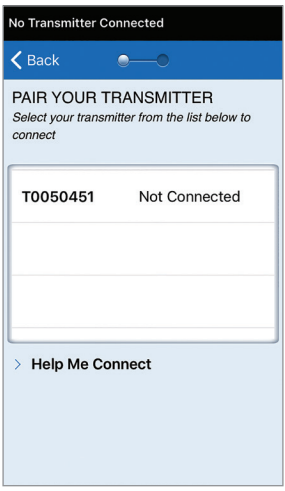 No Transmitter Connected
Back
PAIR YOUR TRANSMITTER
Select your transmitter from the list below to
connect
T0050451 Not Connected
Help Me Connect